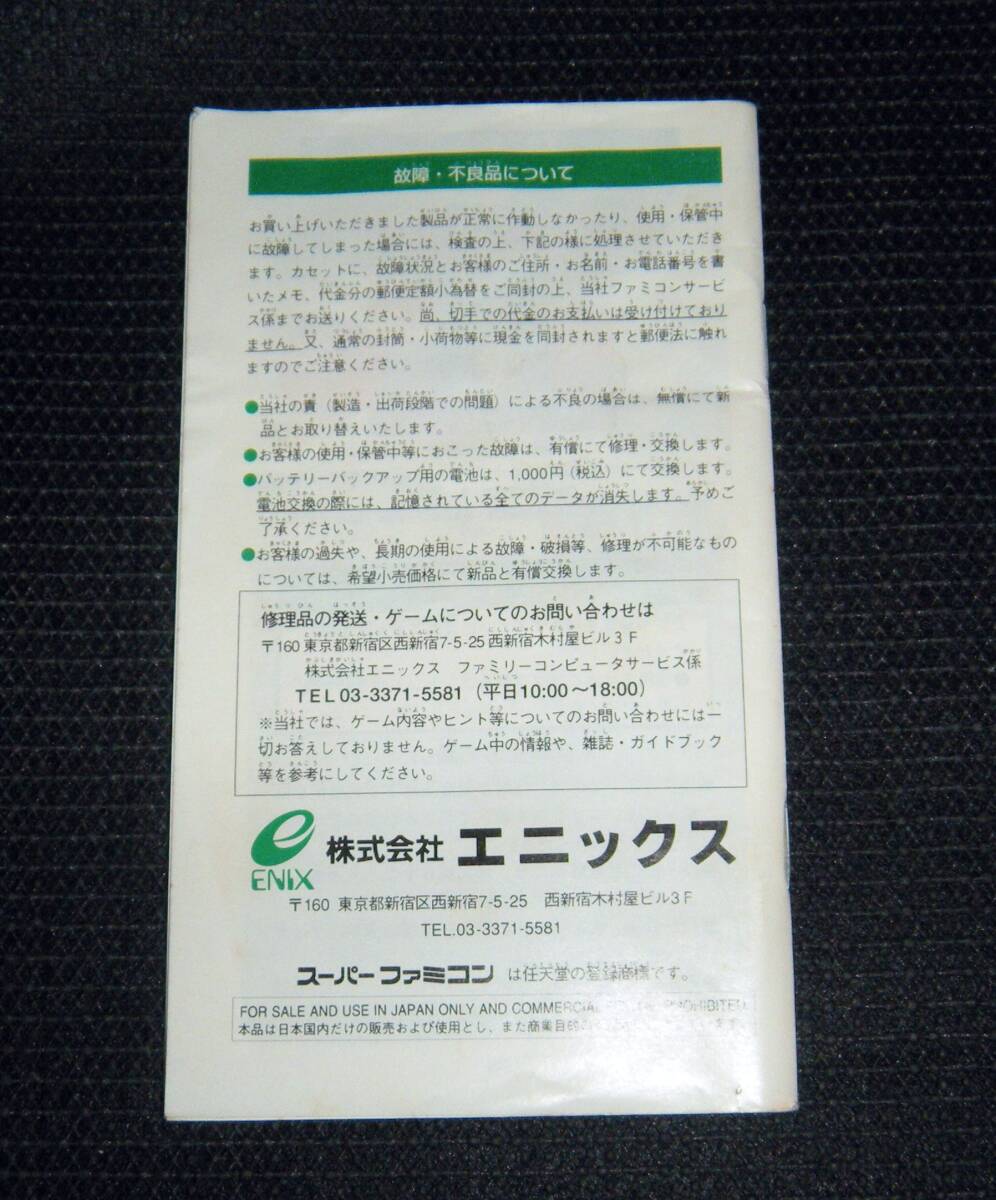 故障・不良品について
お買い上げいただきました製品が正常に作動しなかったり、使用・保管中
に故障してしまった場合には、検査の上、下記の様に処理させていただき
ます。カセットに、故障状況とお客様のご住所・お名前・お電話番号を書
いたメモ、代金分の郵便定額小為替をご同封の上、当社ファミコンサービ
ス係までお送りください。尚、切手での代金のお支払いは受け付けており
ません。又、通常の封筒・小荷物等に現金を同封されますと郵便法に触れ
ますのでご注意ください。
●当社の責（製造・出荷段階での問題）による不良の場合は、無償にて新
品とお取り替えいたします。
●お客様の使用・保管中等におこった故障は、有償にて修理・交換します。
●バッテリーバックアップ用の電池は、1,000円（税込）にて交換します。
電池交換の際には、記憶されている全てのデータが消失します。予めご
了承ください。
●お客様の過失や、長期の使用による故障・破損等、修理が不可能なもの
については、希望小売価格にて新品と有償交換します。
修理品の発送・ゲームについてのお問い合わせは
〒160 東京都新宿区西新宿7-5-25 西新宿木村屋ビル3F
株式会社エニックス ファミリーコンピュータサービス係
TEL 03-3371-5581（平日10:00〜18:00）
※当社では、ゲーム内容やヒント等についてのお問い合わせには一
切お答えしておりません。ゲーム中の情報や、雑誌・ガイドブック
等を参考にしてください。
e 株式会社 エニックス
ENIX
〒160 東京都新宿区西新宿7-5-25 西新宿木村屋ビル3F
TEL.03-3371-5581
スーパーファミコン は任天堂の登録商標です。
FOR SALE AND USE IN JAPAN ONLY AND COMMERCIAL PROHIBITED
本品は日本国内だけの販売および使用とし、また商業目的